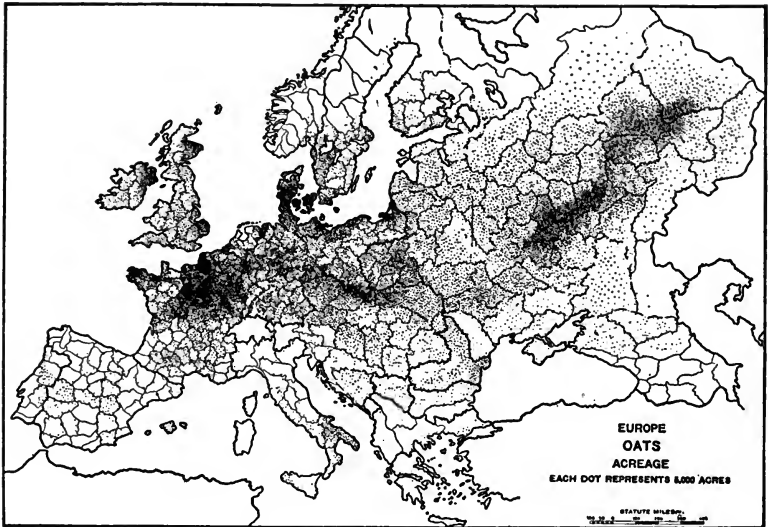 EUROPE
OATS
ACREAGE
EACH DOT REPRESENTS 5,000 ACRES
STATUTE MILES